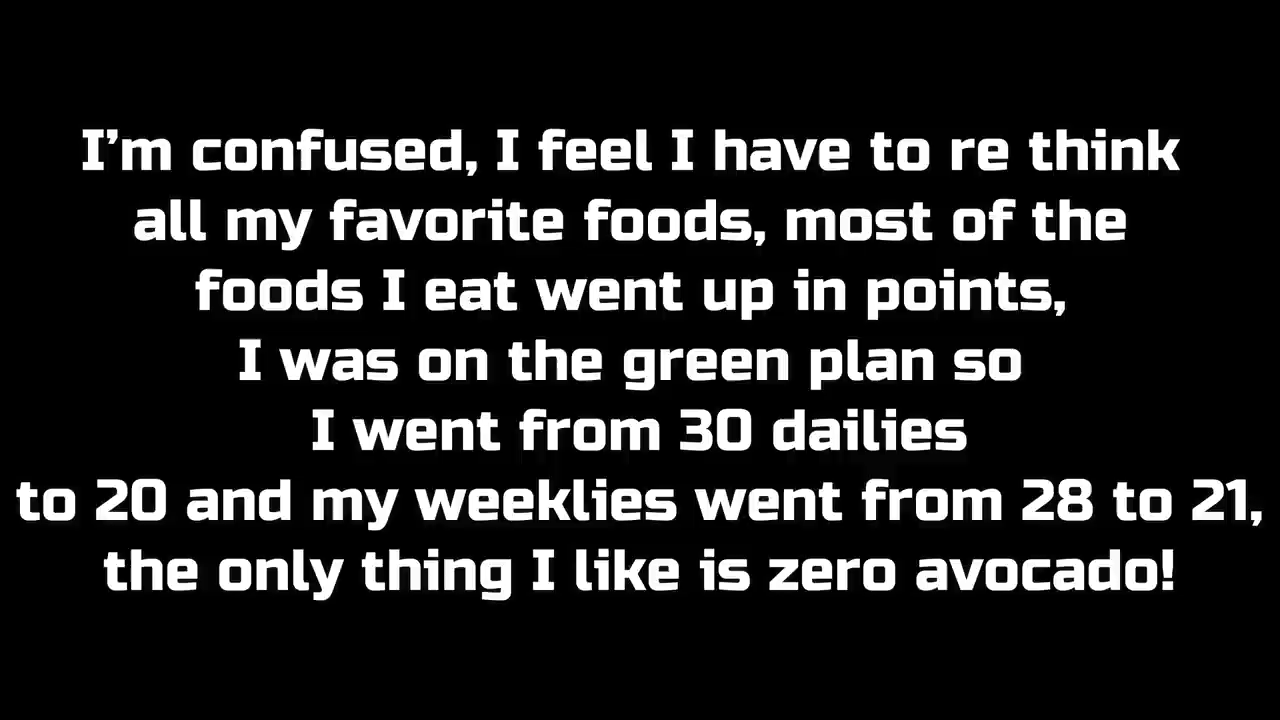 I’m confused, I feel I have to re think
all my favorite foods, most of the
foods I eat went up in points,
I was on the green plan so
I went from 30 dailies
to 20 and my weeklies went from 28 to 21,
the only thing I like is zero avocado!